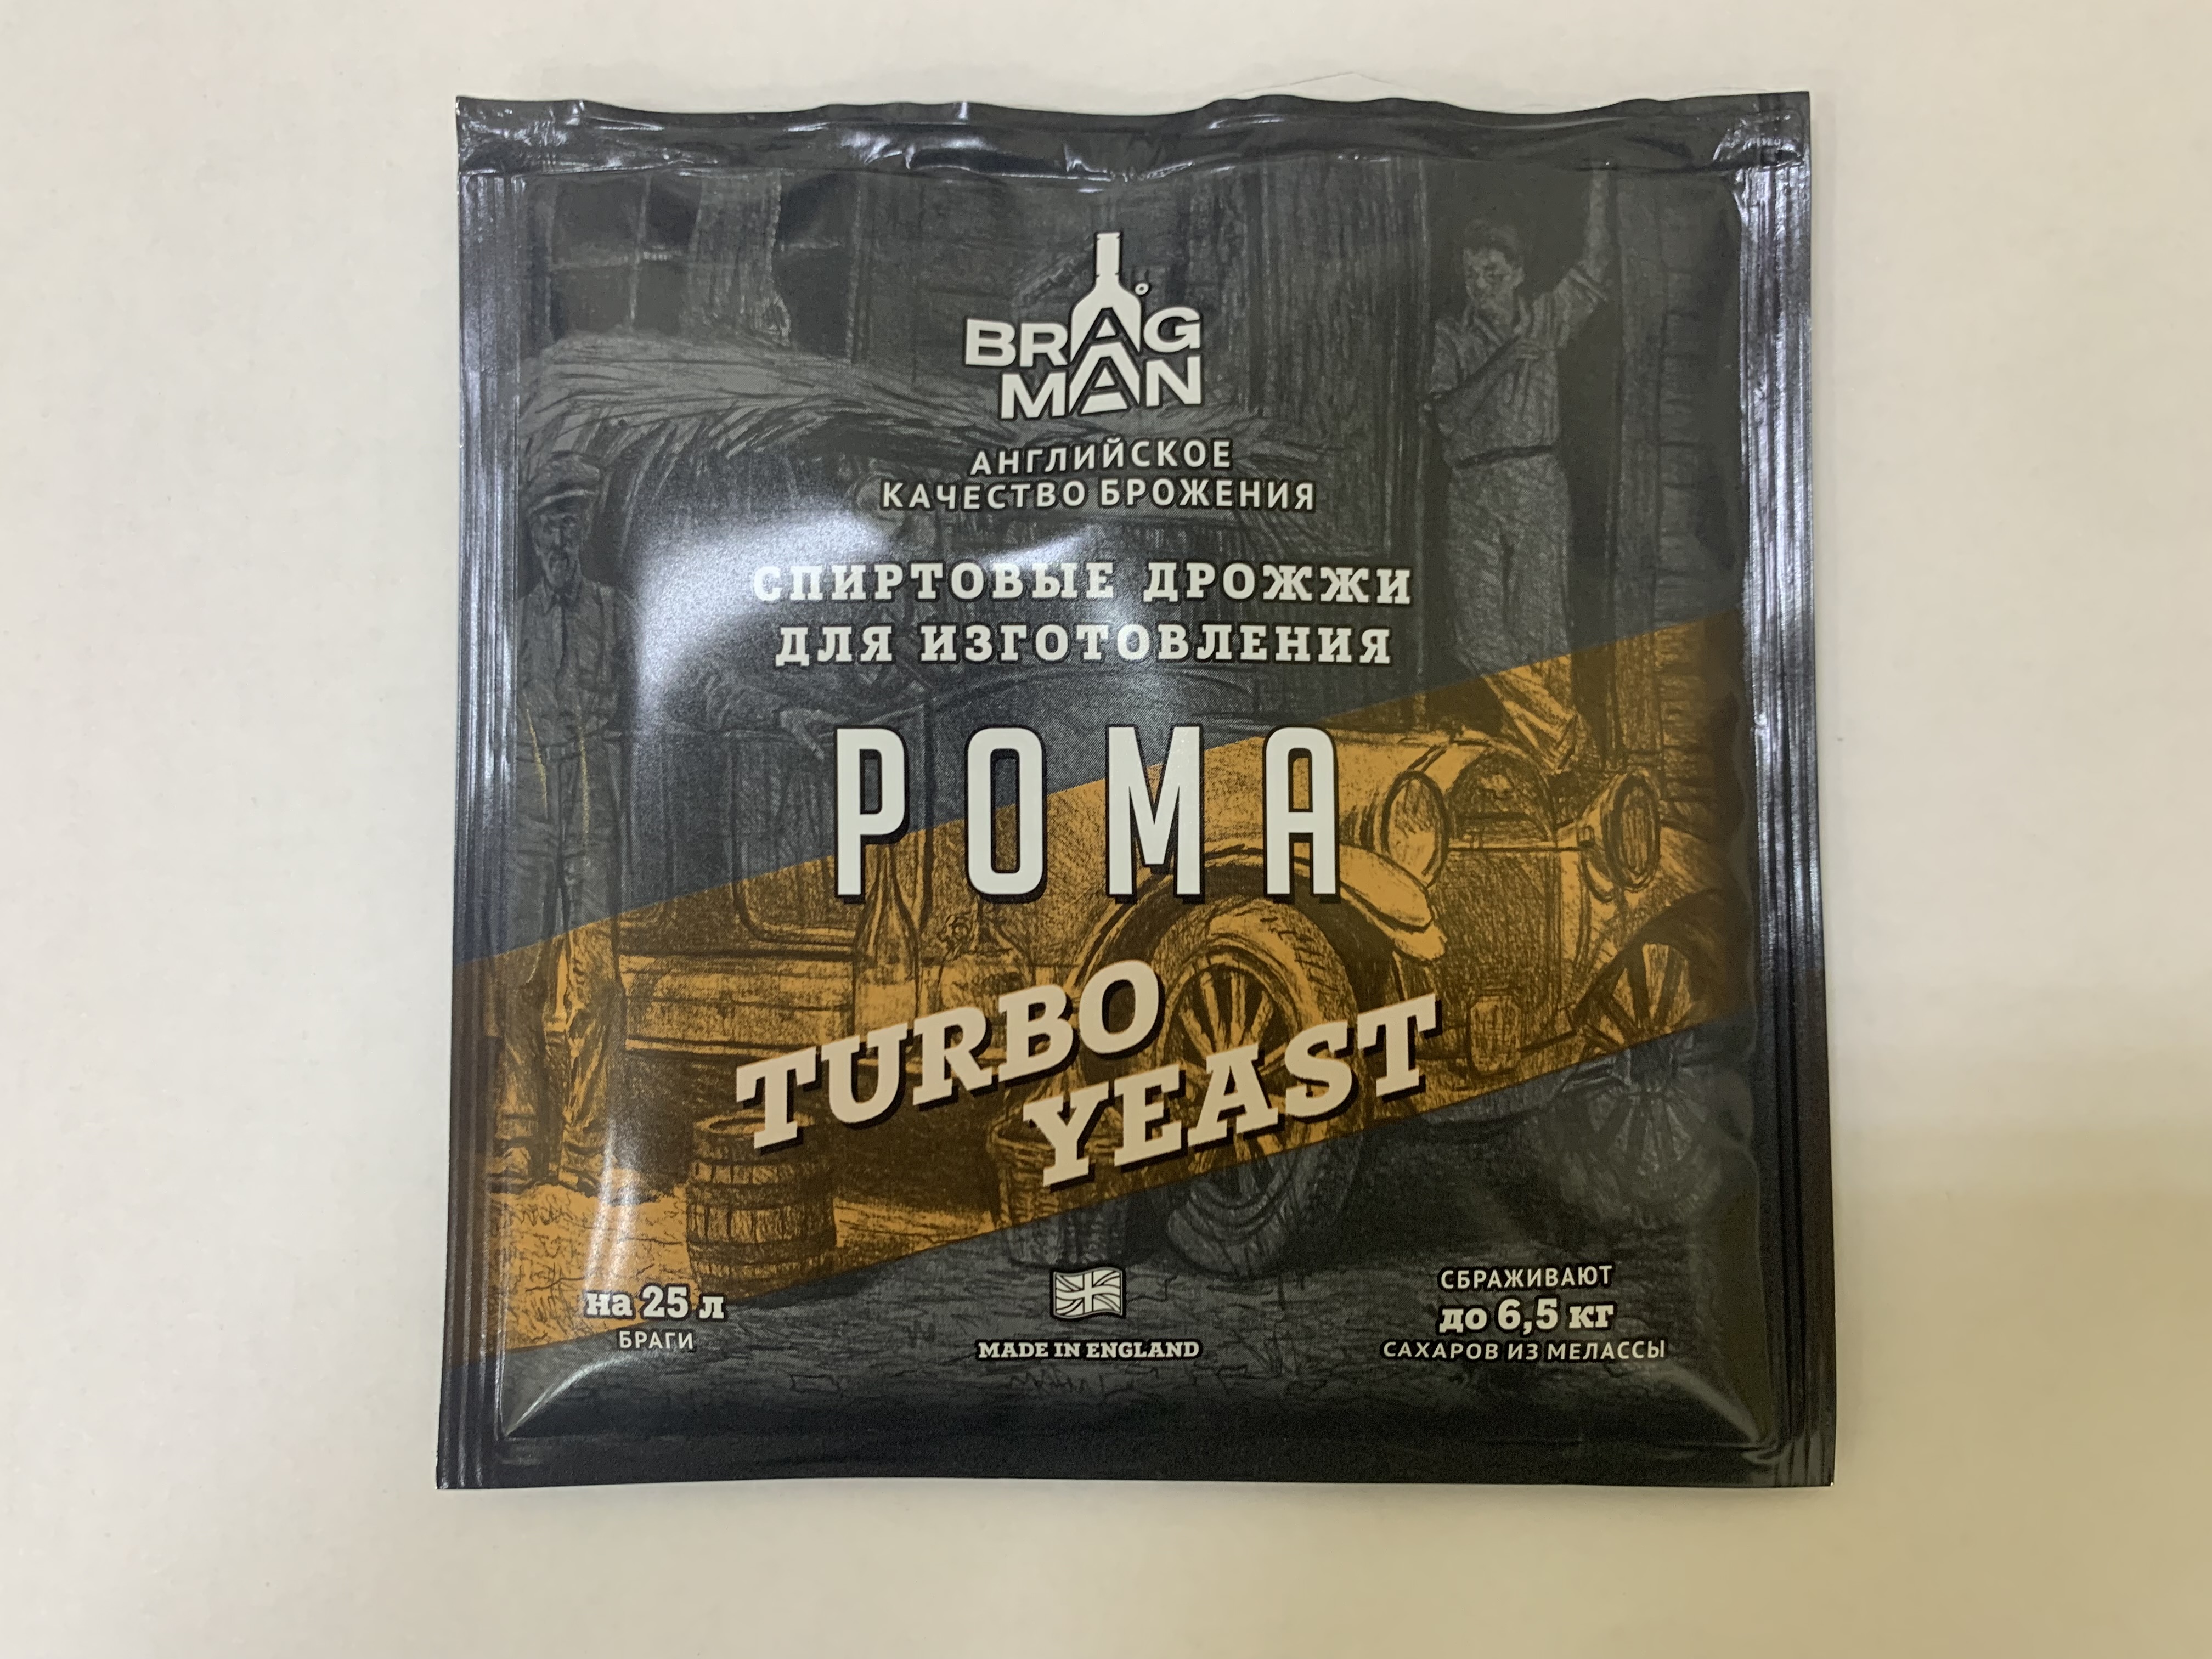 BRAG
MAN
АНГЛИЙСКОЕ
КАЧЕСТВО БРОЖЕНИЯ
СПИРТОВЫЕ ДРОЖЖИ
ДЛЯ ИЗГОТОВЛЕНИЯ
РОМА
TURBO
YEAST
на 25 л
БРАГИ
MADE IN ENGLAND
СБРАЖИВАЮТ
до 6,5 кг
САХАРОВ ИЗ МЕЛАССЫ